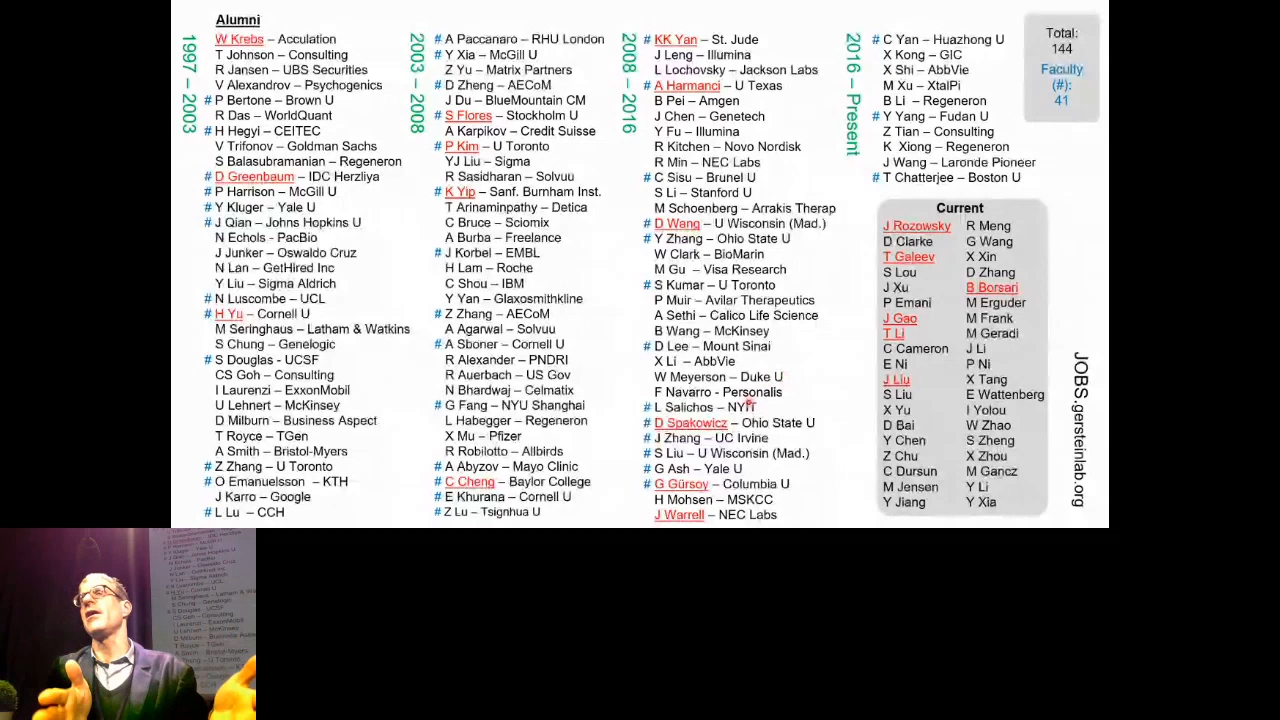 Alumni
1997 – 2003
W Krebs – Acculation
T Johnson – Consulting
R Jansen – UBS Securities
V Alexandrov – Psychogenics
# P Bertone – Brown U
R Das – WorldQuant
# H Hegyi – CEITEC
V Trifonov – Goldman Sachs
S Balasubramanian – Regeneron
# D Greenbaum – IDC Herzliya
# P Harrison – McGill U
# Y Kluger – Yale U
# J Qian – Johns Hopkins U
N Echols – PacBio
J Junker – Oswaldo Cruz
N Lan – GetHired Inc
Y Liu – Sigma Aldrich
# N Luscombe – UCL
# H Yu – Cornell U
M Seringhaus – Latham & Watkins
S Chung – Genelogic
# S Douglas - UCSF
CS Goh – Consulting
I Laurenzi – ExxonMobil
U Lehnert – McKinsey
D Milburn – Business Aspect
T Royce – TGen
A Smith – Bristol-Myers
# Z Zhang – U Toronto
# O Emanuelsson – KTH
J Karro – Google
# L Lu – CCH
2003 – 2008
# A Paccanaro – RHU London
# Y Xia – McGill U
Z Yu – Matrix Partners
# D Zheng – AECoM
J Du – BlueMountain CM
# S Flores – Stockholm U
A Karpikov – Credit Suisse
# P Kim – U Toronto
YJ Liu – Sigma
R Sasidharan – Solvuu
# K Yip – Sanf. Burnham Inst.
T Arinaminpathy – Detica
C Bruce – Sciomix
A Burba – Freelance
# J Korbel – EMBL
H Lam – Roche
C Shou – IBM
Y Yan – Glaxosmithkline
# Z Zhang – AECoM
A Agarwal – Solvuu
# A Sboner – Cornell U
R Alexander – PNDRI
R Auerbach – US Gov
N Bhardwaj – Celmatix
# G Fang – NYU Shanghai
L Habegger – Regeneron
X Mu – Pfizer
R Robilotto – Allbirds
# A Abyzov – Mayo Clinic
# C Cheng – Baylor College
# E Khurana – Cornell U
# Z Lu – Tsignhua U
2008 – 2016
# KK Yan – St. Jude
J Leng – Illumina
L Lochovsky – Jackson Labs
# A Harmanci – U Texas
B Pei – Amgen
J Chen – Genetech
Y Fu – Illumina
R Kitchen – Novo Nordisk
R Min – NEC Labs
# C Sisu – Brunel U
S Li – Stanford U
M Schoenberg – Arrakis Therap
# D Wang – U Wisconsin (Mad.)
# Y Zhang – Ohio State U
W Clark – BioMarin
M Gu – Visa Research
# S Kumar – U Toronto
P Muir – Avilar Therapeutics
A Sethi – Calico Life Science
B Wang – McKinsey
# D Lee – Mount Sinai
X Li – AbbVie
W Meyerson – Duke U
F Navarro - Personalis
# L Salichos – NYIT
# D Spakowicz – Ohio State U
# J Zhang – UC Irvine
# S Liu – U Wisconsin (Mad.)
# G Ash – Yale U
# G Gürsoy – Columbia U
H Mohsen – MSKCC
J Warrell – NEC Labs
2016 – Present
# C Yan – Huazhong U
X Kong – GIC
X Shi – AbbVie
M Xu – XtalPi
B Li – Regeneron
# Y Yang – Fudan U
Z Tian – Consulting
K Xiong – Regeneron
J Wang – Laronde Pioneer
# T Chatterjee – Boston U
Total:
144
Faculty
(#):
41
Current
J Rozowsky R Meng
D Clarke G Wang
T Galeev X Xin
S Lou D Zhang
J Xu B Borsari
P Emani M Erguder
J Gao M Frank
T Li M Geradi
C Cameron J Li
E Ni P Ni
J Liu X Tang
S Liu E Wattenberg
X Yu I Yolou
D Bai W Zhao
Y Chen S Zheng
Z Chu X Zhou
C Dursun M Gancz
M Jensen Y Li
Y Jiang Y Xia
JOBS.gersteinlab.org